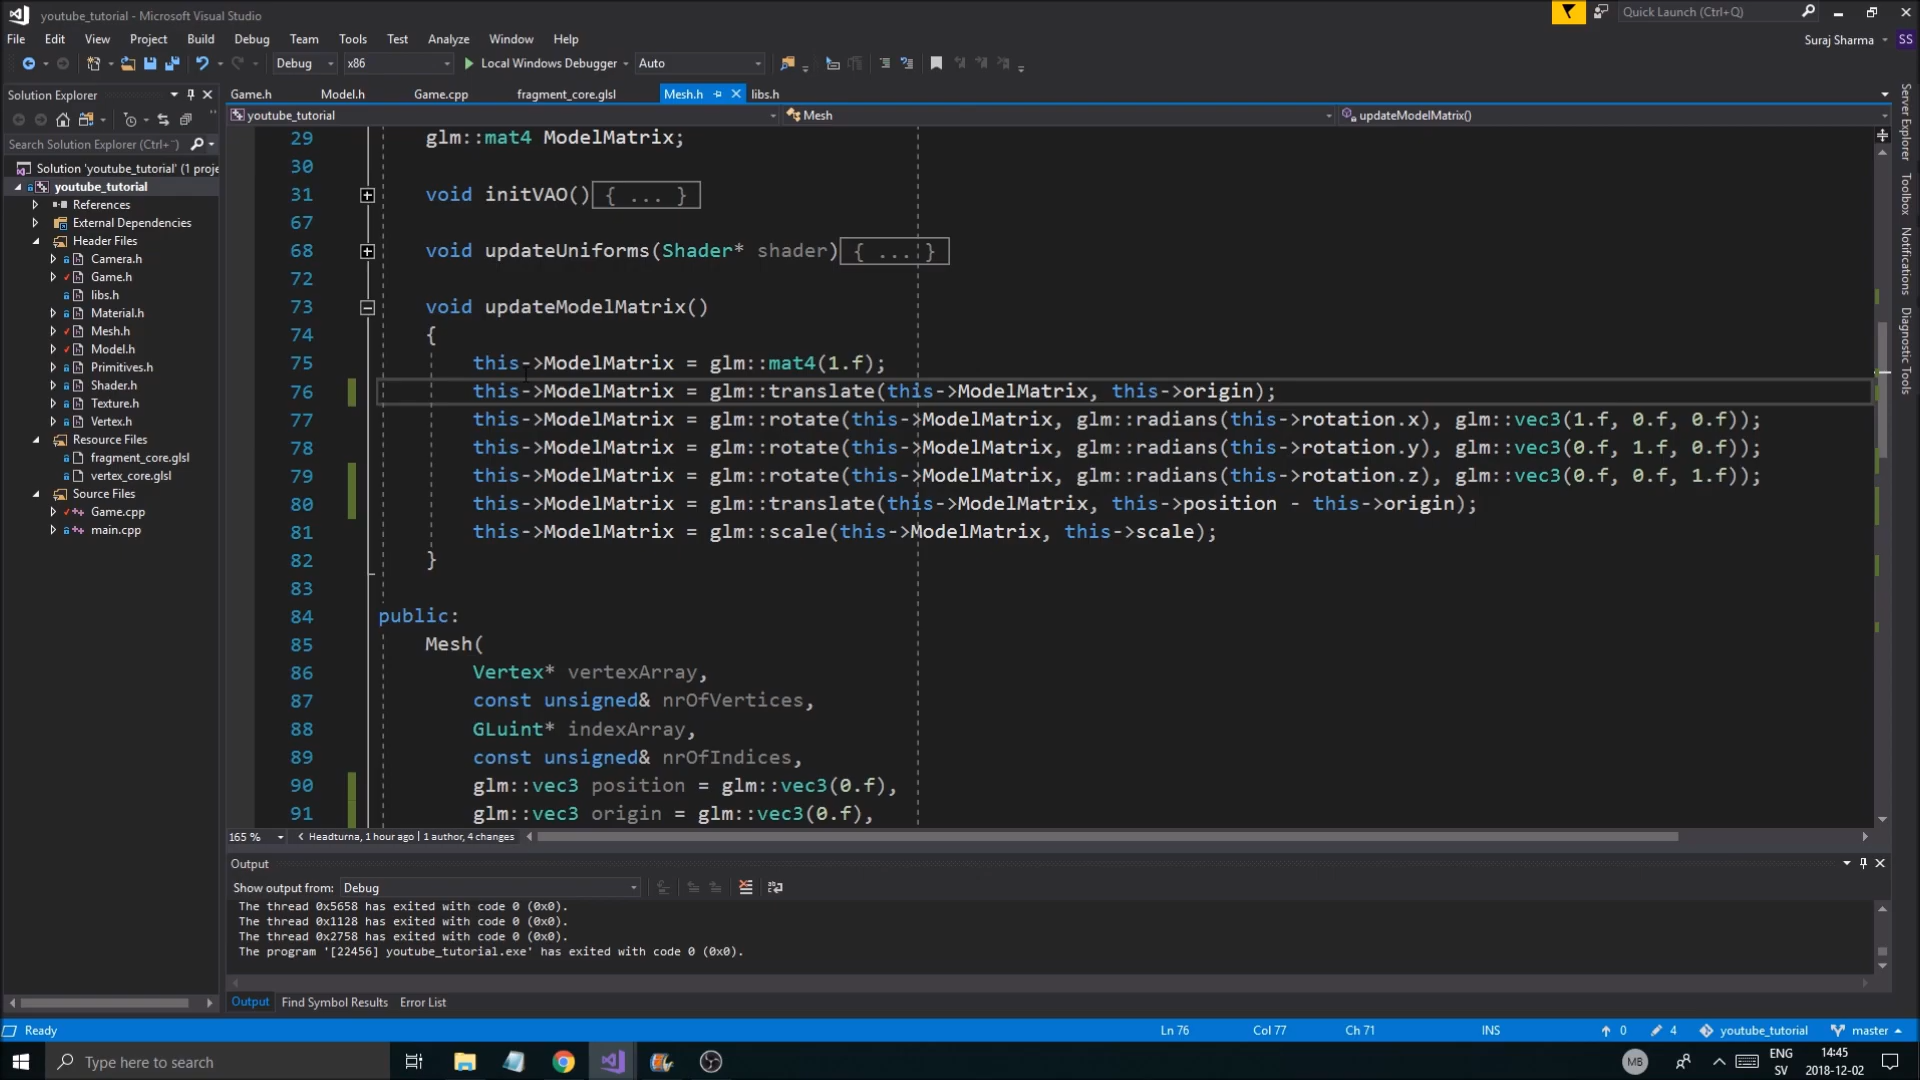 youtube_tutorial - Microsoft Visual Studio
Quick Launch (Ctrl+Q)
File Edit View Project Build Debug Team Tools Test Analyze Window Help
Suraj Sharma SS
Debug x86 Local Windows Debugger Auto
Solution Explorer
Game.h Model.h Game.cpp fragment_core.glsl Mesh.h libs.h
youtube_tutorial Mesh updateModelMatrix()
Search Solution Explorer (Ctrl+¨)
Solution 'youtube_tutorial' (1 proje
youtube_tutorial
References
External Dependencies
Header Files
Camera.h
Game.h
libs.h
Material.h
Mesh.h
Model.h
Primitives.h
Shader.h
Texture.h
Vertex.h
Resource Files
fragment_core.glsl
vertex_core.glsl
Source Files
Game.cpp
main.cpp
29 glm::mat4 ModelMatrix;
30
31 void initVAO(){ ... }
67
68 void updateUniforms(Shader* shader){ ... }
72
73 void updateModelMatrix()
74 {
75 this->ModelMatrix = glm::mat4(1.f);
76 this->ModelMatrix = glm::translate(this->ModelMatrix, this->origin);
77 this->ModelMatrix = glm::rotate(this->ModelMatrix, glm::radians(this->rotation.x), glm::vec3(1.f, 0.f, 0.f));
78 this->ModelMatrix = glm::rotate(this->ModelMatrix, glm::radians(this->rotation.y), glm::vec3(0.f, 1.f, 0.f));
79 this->ModelMatrix = glm::rotate(this->ModelMatrix, glm::radians(this->rotation.z), glm::vec3(0.f, 0.f, 1.f));
80 this->ModelMatrix = glm::translate(this->ModelMatrix, this->position - this->origin);
81 this->ModelMatrix = glm::scale(this->ModelMatrix, this->scale);
82 }
83
84 public:
85 Mesh(
86 Vertex* vertexArray,
87 const unsigned& nrOfVertices,
88 GLuint* indexArray,
89 const unsigned& nrOfIndices,
90 glm::vec3 position = glm::vec3(0.f),
91 glm::vec3 origin = glm::vec3(0.f),
165 % Headturna, 1 hour ago | 1 author, 4 changes
Server Explorer
Toolbox
Notifications
Diagnostic Tools
Output
Show output from: Debug
The thread 0x5658 has exited with code 0 (0x0).
The thread 0x1128 has exited with code 0 (0x0).
The thread 0x2758 has exited with code 0 (0x0).
The program '[22456] youtube_tutorial.exe' has exited with code 0 (0x0).
Output Find Symbol Results Error List
Ready Ln 76 Col 77 Ch 71 INS 0 4 youtube_tutorial master
Type here to search
MB
ENG
SV
14:45
2018-12-02